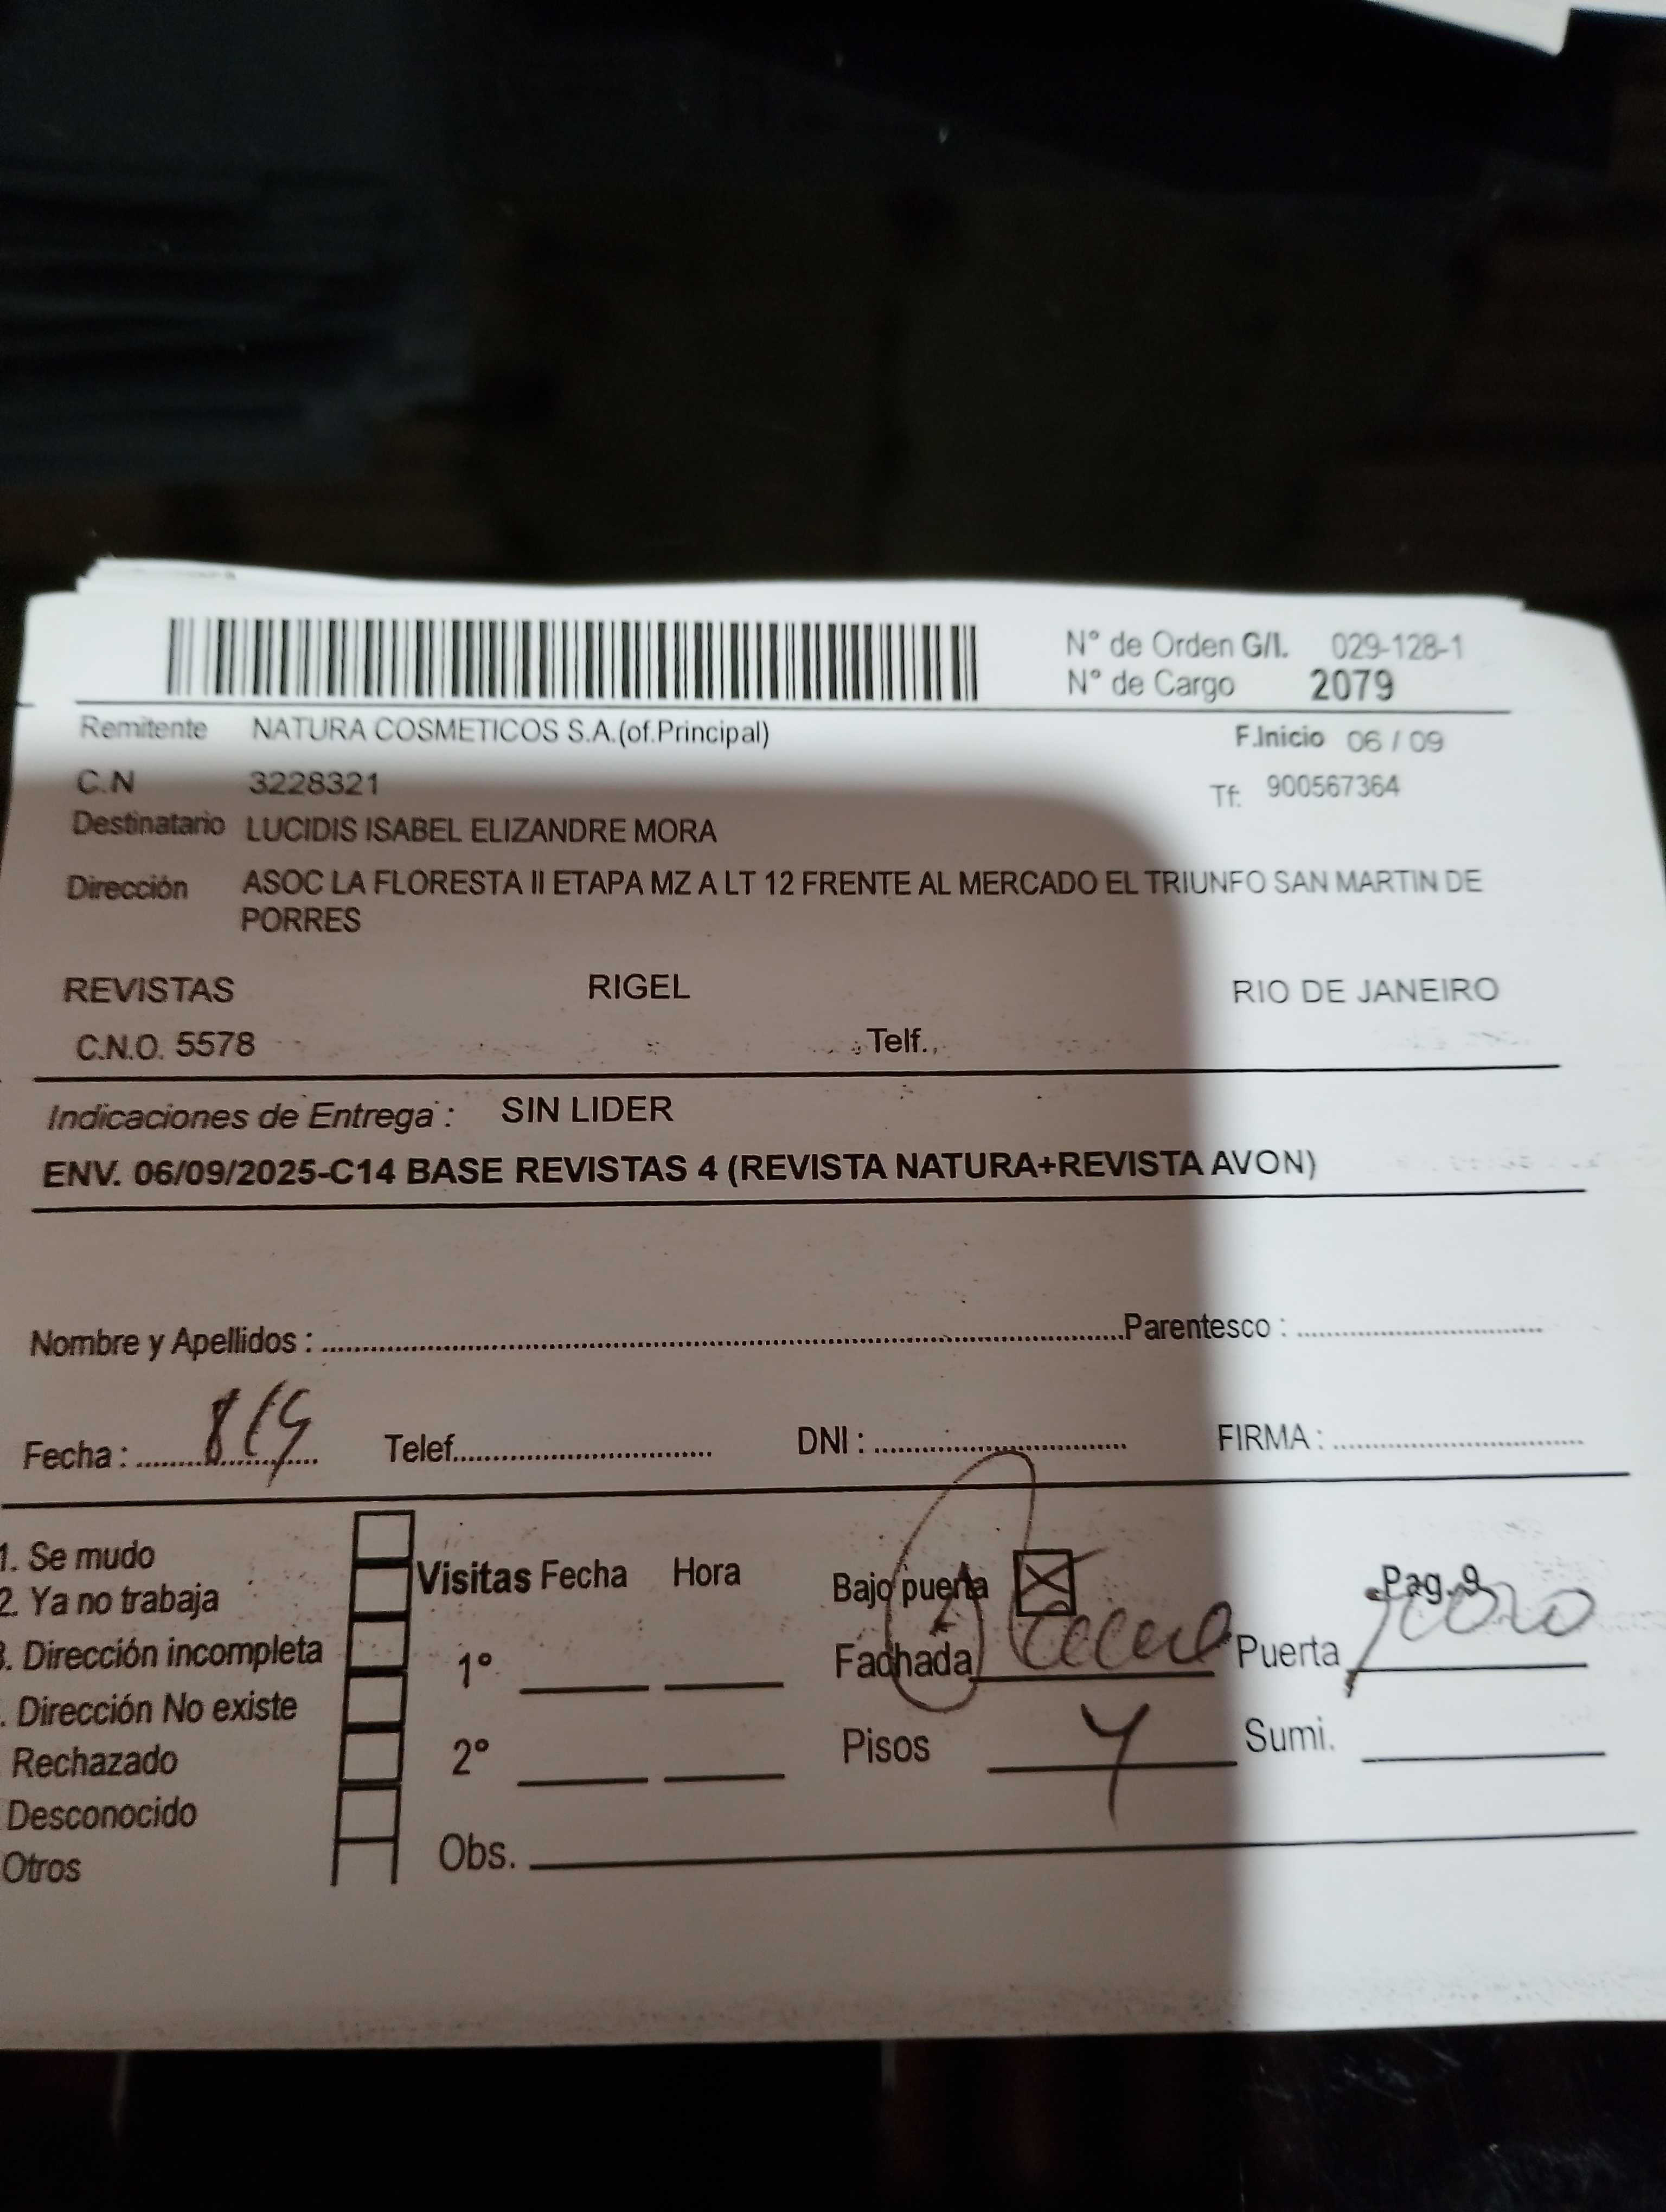 N° de Orden G/I. 029-128-1
N° de Cargo 2079
Remitente NATURA COSMETICOS S.A.(of.Principal)
F.Inicio 06 / 09
C.N 3228321
Tf: 900567364
Destinatario LUCIDIS ISABEL ELIZANDRE MORA
Dirección ASOC LA FLORESTA II ETAPA MZ A LT 12 FRENTE AL MERCADO EL TRIUNFO SAN MARTIN DE
PORRES
REVISTAS RIGEL RIO DE JANEIRO
C.N.O. 5578 Telf.,
Indicaciones de Entrega : SIN LIDER
ENV. 06/09/2025-C14 BASE REVISTAS 4 (REVISTA NATURA+REVISTA AVON)
Nombre y Apellidos : Parentesco :
Fecha : 8/9 Telef. DNI : FIRMA :
1. Se mudo
2. Ya no trabaja
3. Dirección incompleta
. Dirección No existe
Rechazado
Desconocido
Otros
Visitas Fecha Hora
1°
2°
Obs.
Bajo puerta Pag. 9
Fachada Puerta
Pisos 4 Sumi.